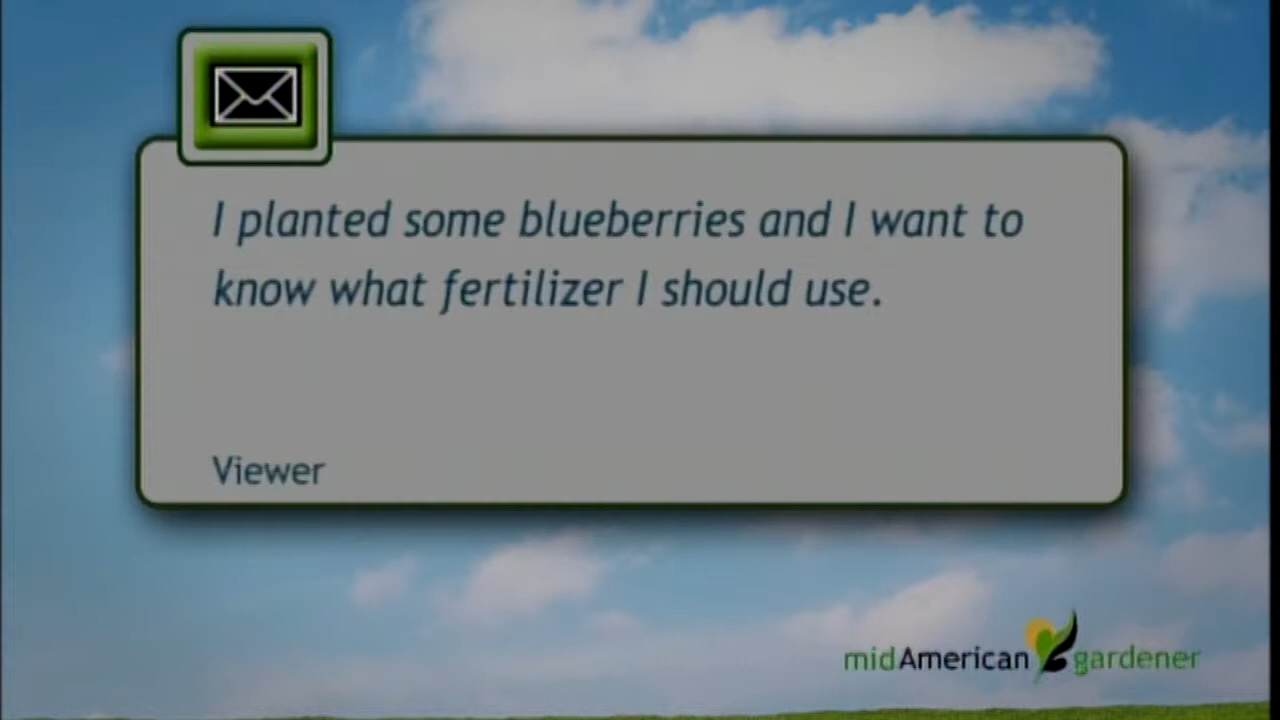 I planted some blueberries and I want to
know what fertilizer I should use.
Viewer
midAmerican gardener